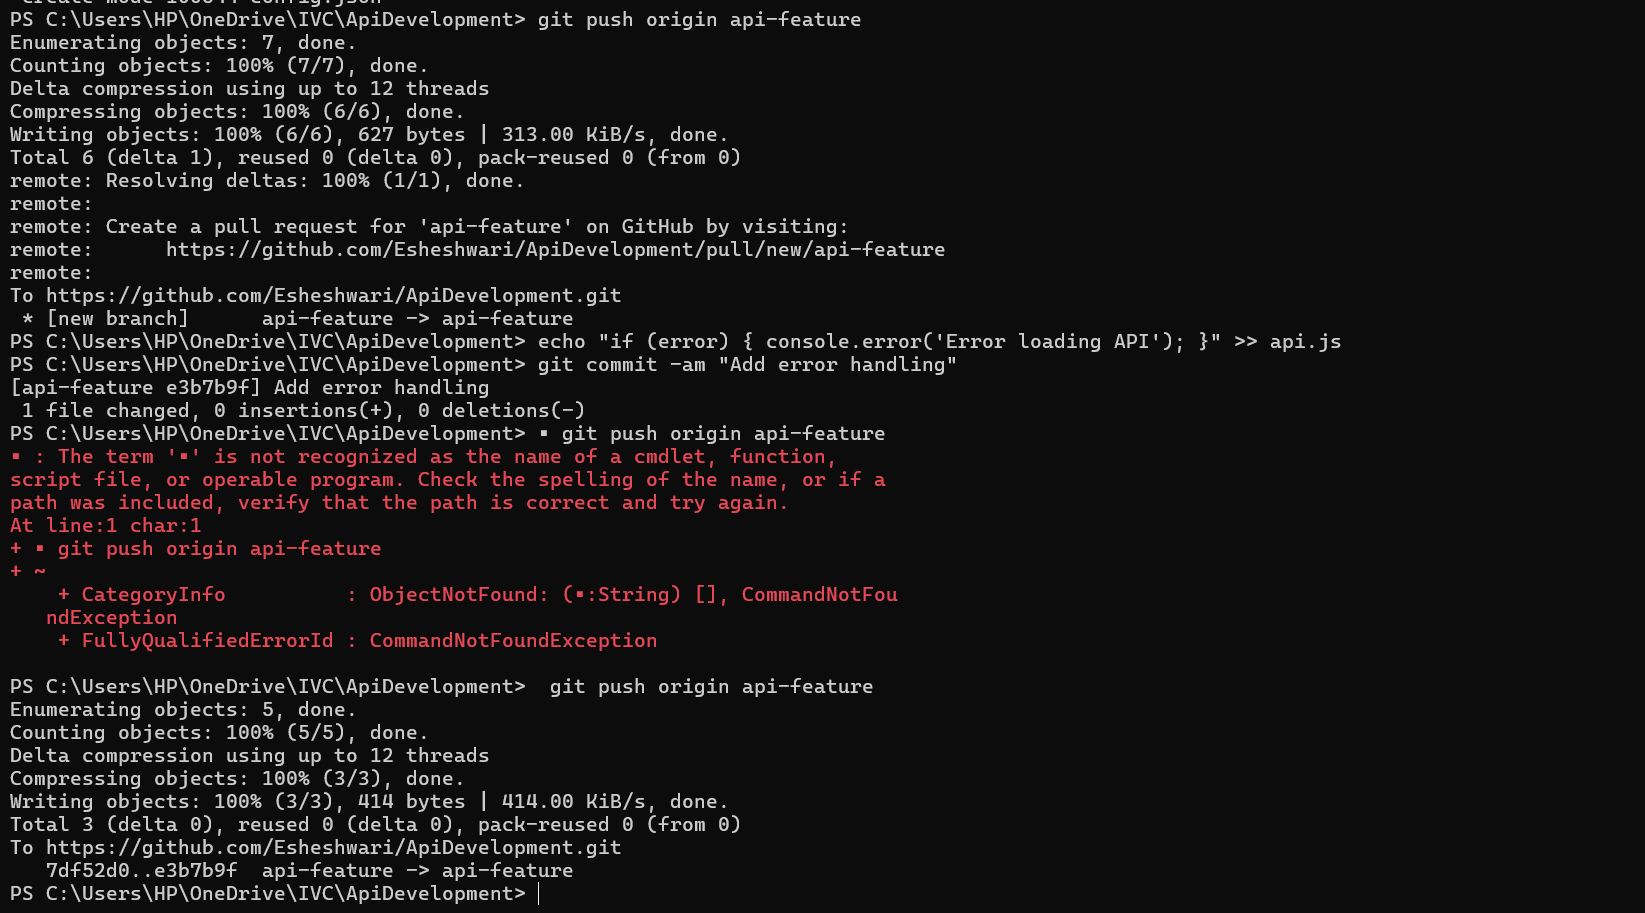 create mode 100644 config.json
PS C:\Users\HP\OneDrive\IVC\ApiDevelopment> git push origin api-feature
Enumerating objects: 7, done.
Counting objects: 100% (7/7), done.
Delta compression using up to 12 threads
Compressing objects: 100% (6/6), done.
Writing objects: 100% (6/6), 627 bytes | 313.00 KiB/s, done.
Total 6 (delta 1), reused 0 (delta 0), pack-reused 0 (from 0)
remote: Resolving deltas: 100% (1/1), done.
remote:
remote: Create a pull request for 'api-feature' on GitHub by visiting:
remote:      https://github.com/Esheshwari/ApiDevelopment/pull/new/api-feature
remote:
To https://github.com/Esheshwari/ApiDevelopment.git
 * [new branch]      api-feature -> api-feature
PS C:\Users\HP\OneDrive\IVC\ApiDevelopment> echo "if (error) { console.error('Error loading API'); }" >> api.js
PS C:\Users\HP\OneDrive\IVC\ApiDevelopment> git commit -am "Add error handling"
[api-feature e3b7b9f] Add error handling
 1 file changed, 0 insertions(+), 0 deletions(-)
PS C:\Users\HP\OneDrive\IVC\ApiDevelopment> ▪ git push origin api-feature
▪ : The term '▪' is not recognized as the name of a cmdlet, function,
script file, or operable program. Check the spelling of the name, or if a
path was included, verify that the path is correct and try again.
At line:1 char:1
+ ▪ git push origin api-feature
+ ~
    + CategoryInfo          : ObjectNotFound: (▪:String) [], CommandNotFou
   ndException
    + FullyQualifiedErrorId : CommandNotFoundException
PS C:\Users\HP\OneDrive\IVC\ApiDevelopment>  git push origin api-feature
Enumerating objects: 5, done.
Counting objects: 100% (5/5), done.
Delta compression using up to 12 threads
Compressing objects: 100% (3/3), done.
Writing objects: 100% (3/3), 414 bytes | 414.00 KiB/s, done.
Total 3 (delta 0), reused 0 (delta 0), pack-reused 0 (from 0)
To https://github.com/Esheshwari/ApiDevelopment.git
   7df52d0..e3b7b9f  api-feature -> api-feature
PS C:\Users\HP\OneDrive\IVC\ApiDevelopment>